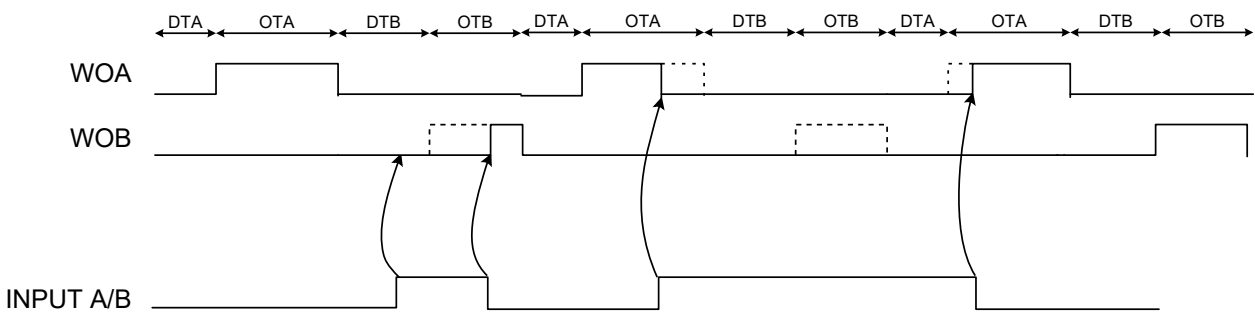 DTA OTA DTB OTB DTA OTA DTB OTB DTA OTA DTB OTB
WOA
WOB
INPUT A/B